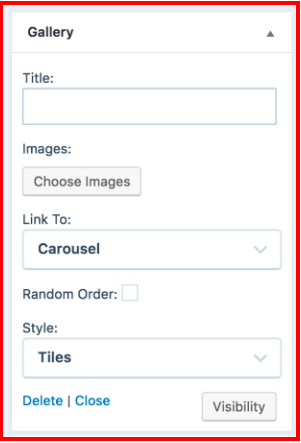 Gallery
Title:
Images:
Choose Images
Link To:
Carousel
Random Order:
Style:
Tiles
Delete | Close
Visibility